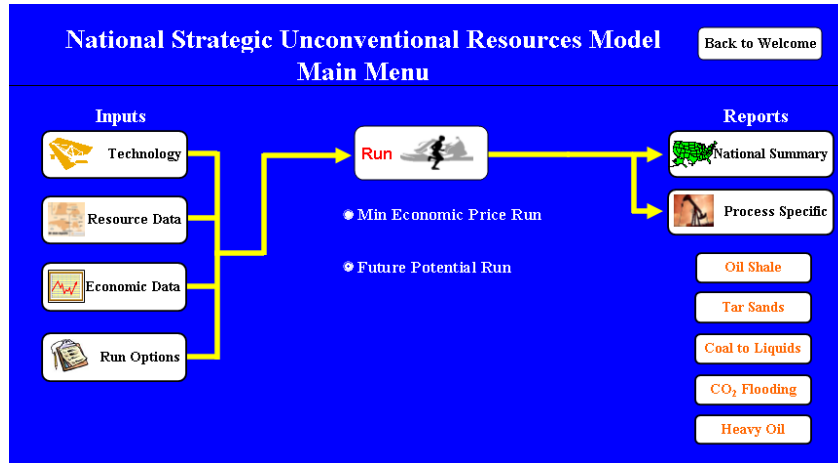 National Strategic Unconventional Resources Model
Main Menu
Back to Welcome
Inputs
Technology
Resource Data
Economic Data
Run Options
Run
Min Economic Price Run
Future Potential Run
Reports
National Summary
Process Specific
Oil Shale
Tar Sands
Coal to Liquids
CO₂ Flooding
Heavy Oil